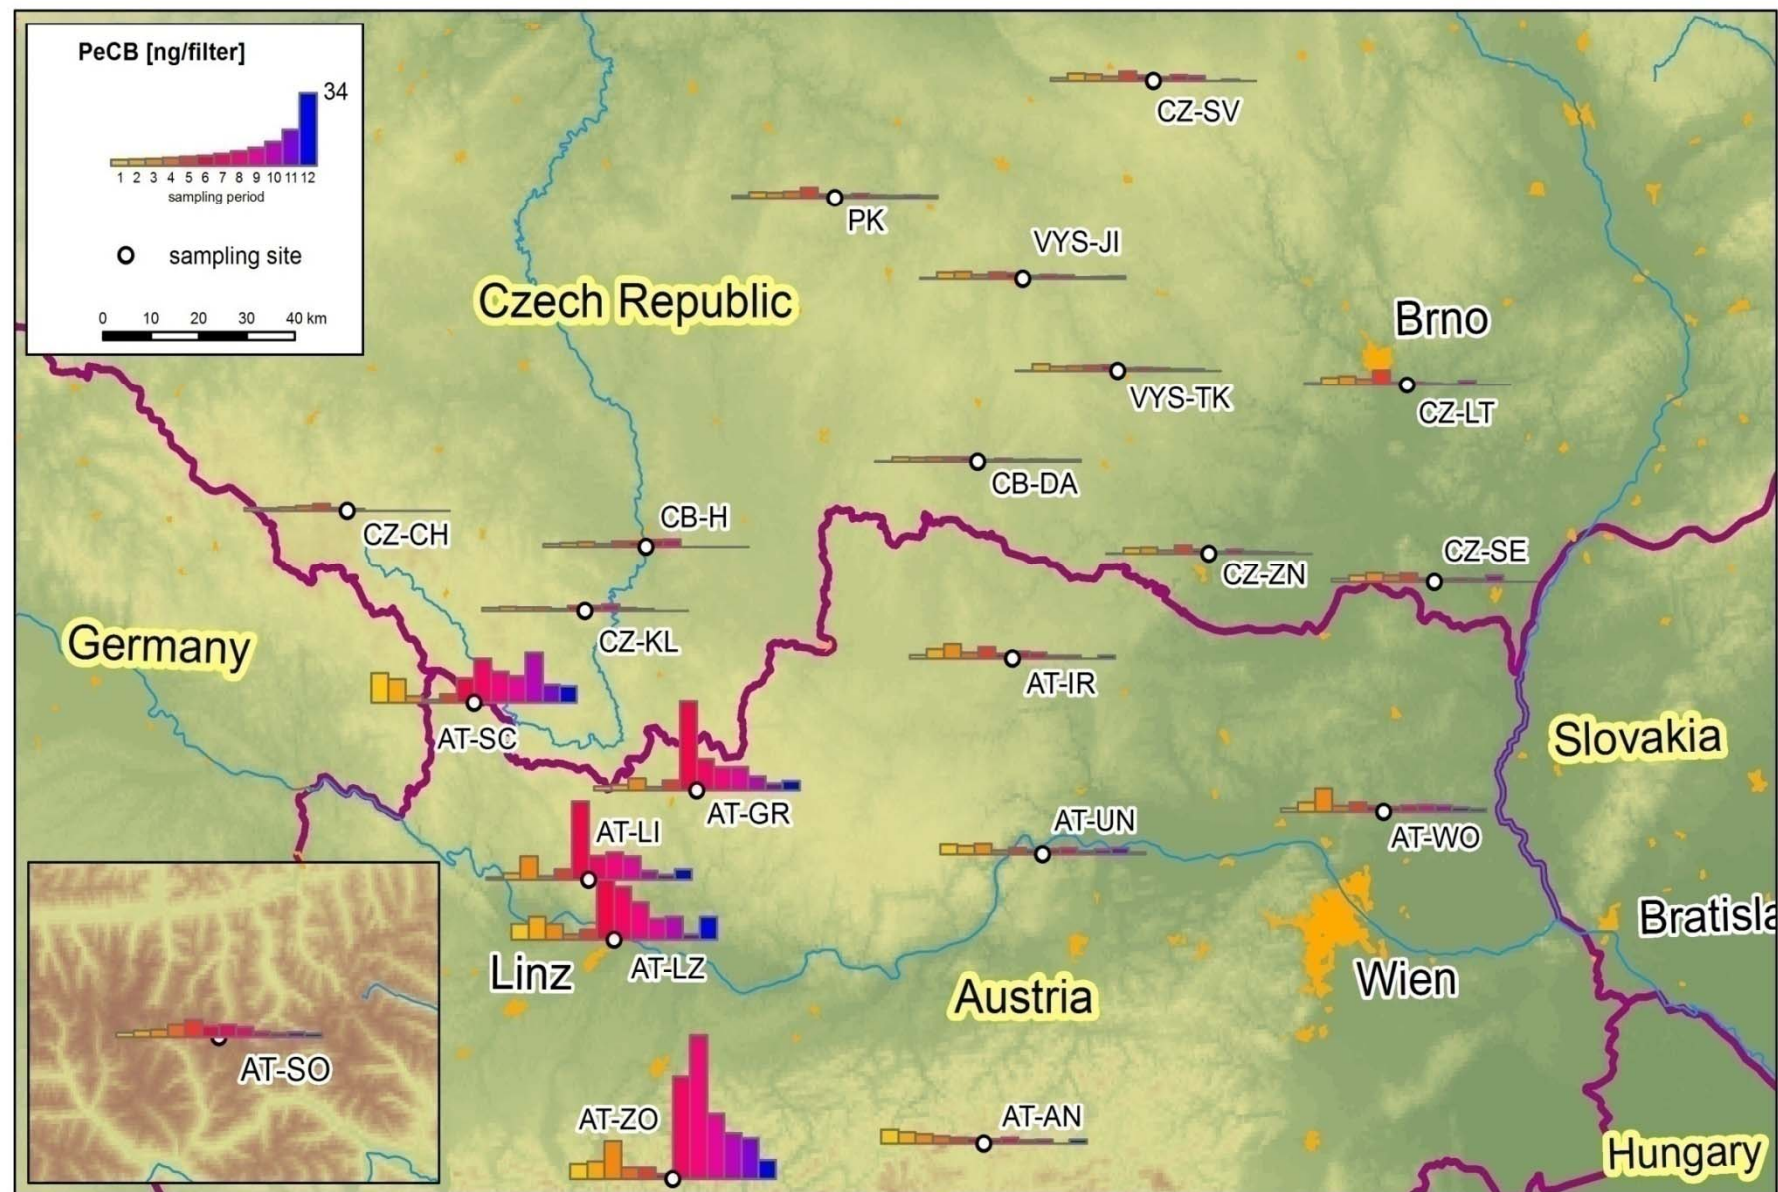 PeCB [ng/filter]
34
1 2 3 4 5 6 7 8 9 10 11 12
sampling period
sampling site
0 10 20 30 40 km
CZ-SV
PK
VYS-JI
Czech Republic
Brno
VYS-TK
CZ-LT
CB-DA
CZ-CH
CB-H
CZ-SE
CZ-ZN
Germany
CZ-KL
AT-IR
AT-SC
Slovakia
AT-GR
AT-LI
AT-UN
AT-WO
Bratisla
Linz
AT-LZ
Wien
Austria
AT-SO
AT-ZO
AT-AN
Hungary